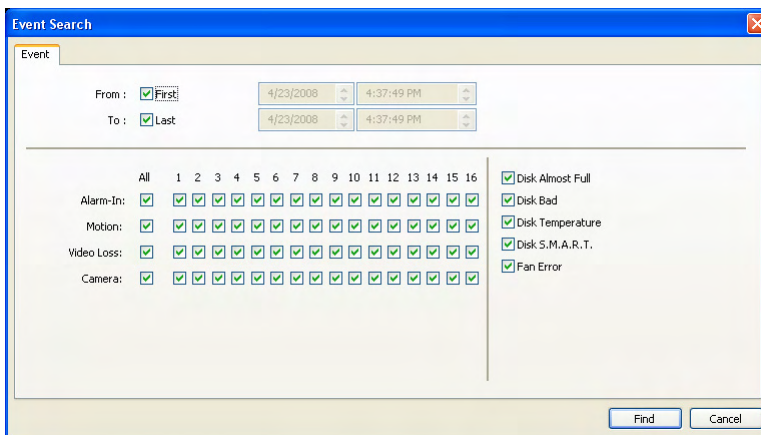 Event Search
Event
From : First 4/23/2008 4:37:49 PM
To : Last 4/23/2008 4:37:49 PM
All 1 2 3 4 5 6 7 8 9 10 11 12 13 14 15 16
Alarm-In:
Motion:
Video Loss:
Camera:
Disk Almost Full
Disk Bad
Disk Temperature
Disk S.M.A.R.T.
Fan Error
Find Cancel